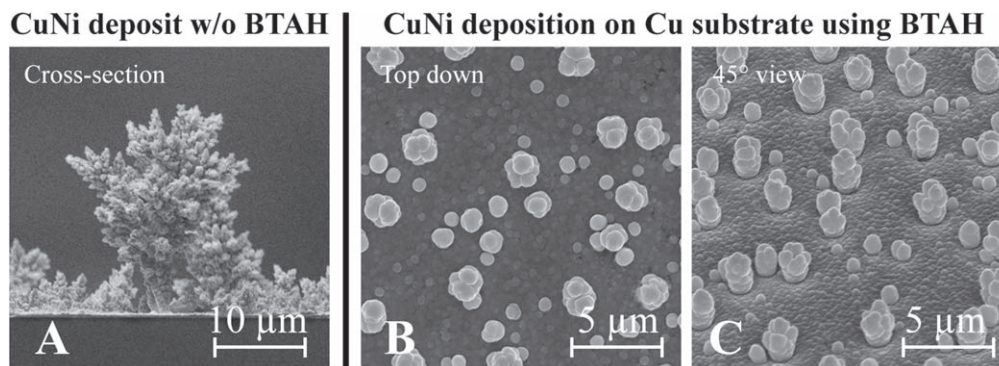 CuNi deposit w/o BTAH
CuNi deposition on Cu substrate using BTAH
Cross-section
A
10 µm
Top down
B
5 µm
45° view
C
5 µm